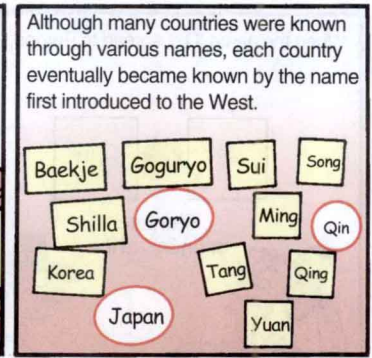 Although many countries were known
through various names, each country
eventually became known by the name
first introduced to the West.
Baekje
Goguryo
Sui
Song
Shilla
Goryo
Ming
Qin
Korea
Tang
Qing
Japan
Yuan